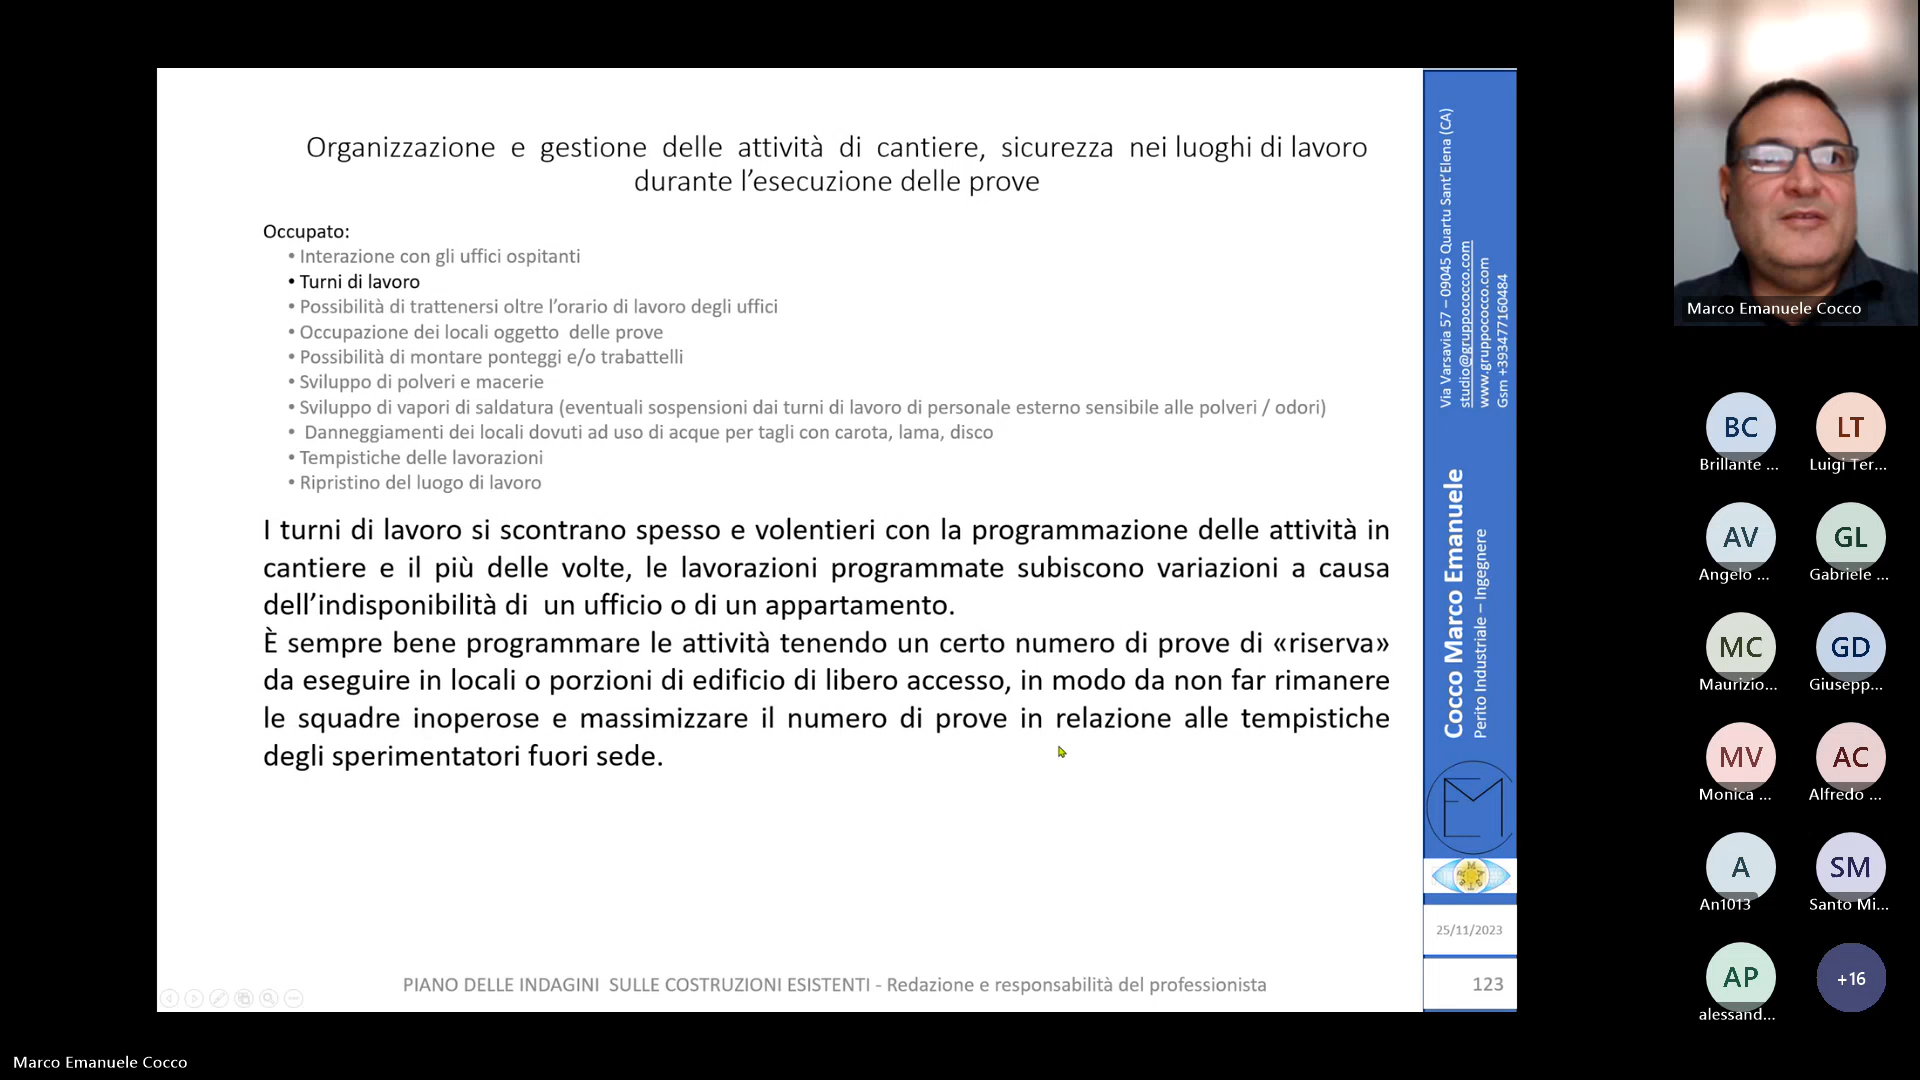 Organizzazione e gestione delle attività di cantiere, sicurezza nei luoghi di lavoro
durante l’esecuzione delle prove
Occupato:
• Interazione con gli uffici ospitanti
• Turni di lavoro
• Possibilità di trattenersi oltre l’orario di lavoro degli uffici
• Occupazione dei locali oggetto delle prove
• Possibilità di montare ponteggi e/o trabattelli
• Sviluppo di polveri e macerie
• Sviluppo di vapori di saldatura (eventuali sospensioni dai turni di lavoro di personale esterno sensibile alle polveri / odori)
• Danneggiamenti dei locali dovuti ad uso di acque per tagli con carota, lama, disco
• Tempistiche delle lavorazioni
• Ripristino del luogo di lavoro
I turni di lavoro si scontrano spesso e volentieri con la programmazione delle attività in
cantiere e il più delle volte, le lavorazioni programmate subiscono variazioni a causa
dell’indisponibilità di un ufficio o di un appartamento.
È sempre bene programmare le attività tenendo un certo numero di prove di «riserva»
da eseguire in locali o porzioni di edificio di libero accesso, in modo da non far rimanere
le squadre inoperose e massimizzare il numero di prove in relazione alle tempistiche
degli sperimentatori fuori sede.
PIANO DELLE INDAGINI SULLE COSTRUZIONI ESISTENTI - Redazione e responsabilità del professionista
Via Varsavia 57 – 09045 Quartu Sant’Elena (CA)
studio@gruppococco.com
www.gruppococco.com
Gsm +393477160484
Cocco Marco Emanuele
Perito Industriale – Ingegnere
25/11/2023
123
Marco Emanuele Cocco
BC
LT
Brillante ...
Luigi Ter...
AV
GL
Angelo ...
Gabriele ...
MC
GD
Maurizio...
Giusepp...
MV
AC
Monica ...
Alfredo ...
A
SM
An1013
Santo Mi...
AP
+16
alessand...
Marco Emanuele Cocco